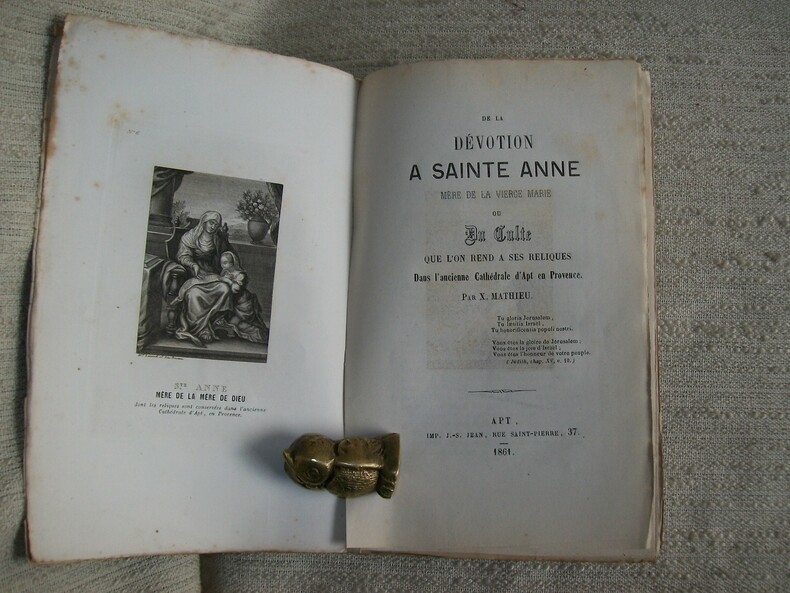 Ste ANNE
MÈRE DE LA MÈRE DE DIEU
dont les reliques sont conservées dans l'ancienne
Cathédrale d'Apt, en Provence.
DE LA
DÉVOTION
A SAINTE ANNE
MÈRE DE LA VIERGE MARIE
OU
Du Culte
QUE L'ON REND A SES RELIQUES
Dans l'ancienne Cathédrale d'Apt en Provence.
PAR X. MATHIEU.
Tu gloria Jerusalem,
Tu lætitia Israel,
Tu honorificentia populi nostri.
Vous êtes la gloire de Jérusalem;
Vous êtes la joie d'Israël;
Vous êtes l'honneur de votre peuple.
(Judith, chap. XV, v. 10.)
APT,
IMP. J.-S. JEAN, RUE SAINT-PIERRE, 37.
1861.